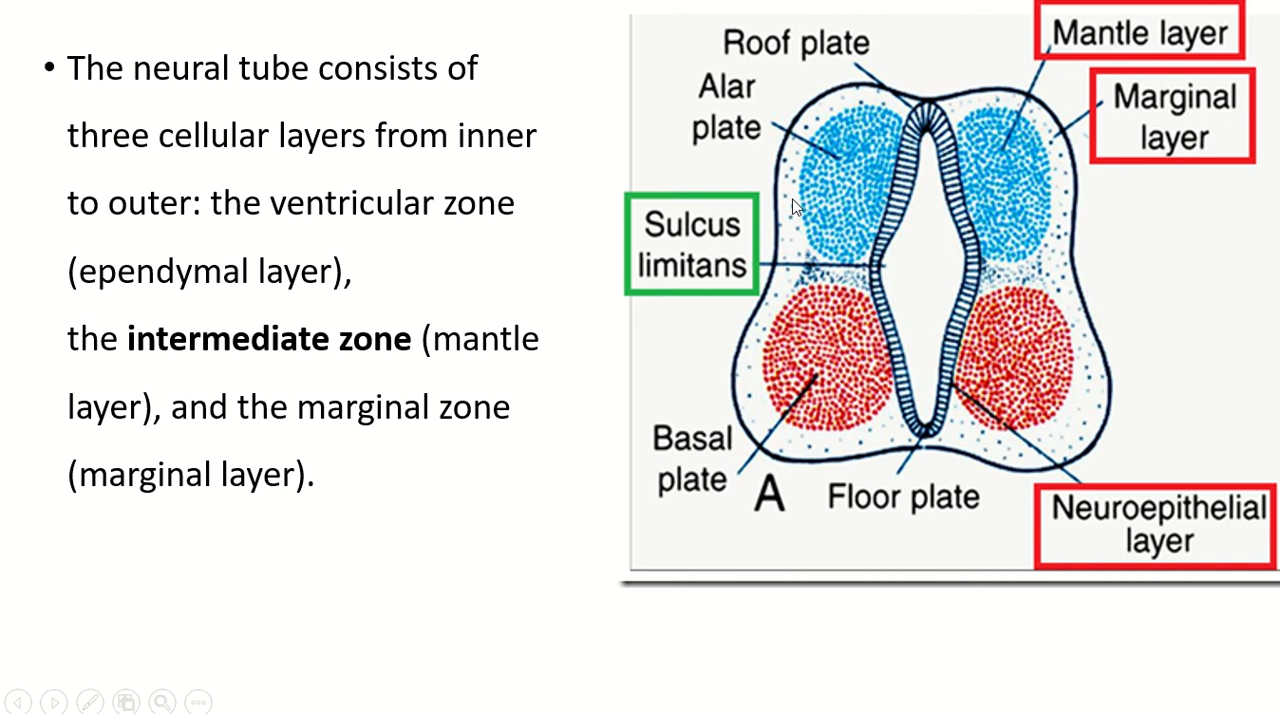 • The neural tube consists of
three cellular layers from inner
to outer: the ventricular zone
(ependymal layer),
the intermediate zone (mantle
layer), and the marginal zone
(marginal layer).
Roof plate
Mantle layer
Alar
plate
Marginal
layer
Sulcus
limitans
Basal
plate
A
Floor plate
Neuroepithelial
layer